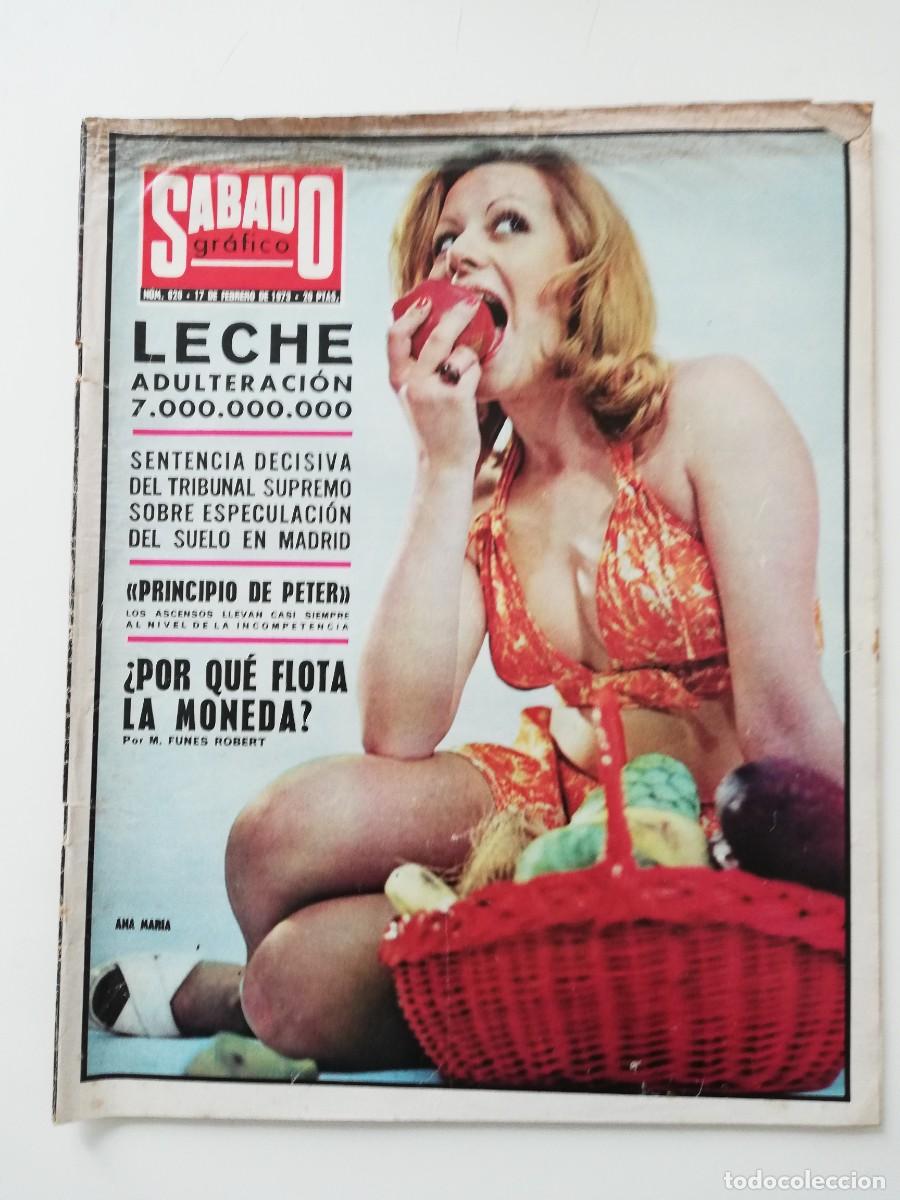 SABADO
gráfico
NÚM. 820 • 17 DE FEBRERO DE 1973 • 20 PTAS.
LECHE
ADULTERACIÓN
7.000.000.000
SENTENCIA DECISIVA
DEL TRIBUNAL SUPREMO
SOBRE ESPECULACIÓN
DEL SUELO EN MADRID
«PRINCIPIO DE PETER»
LOS ASCENSOS LLEVAN CASI SIEMPRE
AL NIVEL DE LA INCOMPETENCIA
¿POR QUÉ FLOTA
LA MONEDA?
Por M. FUNES ROBERT
ANA MARIA
todocoleccion